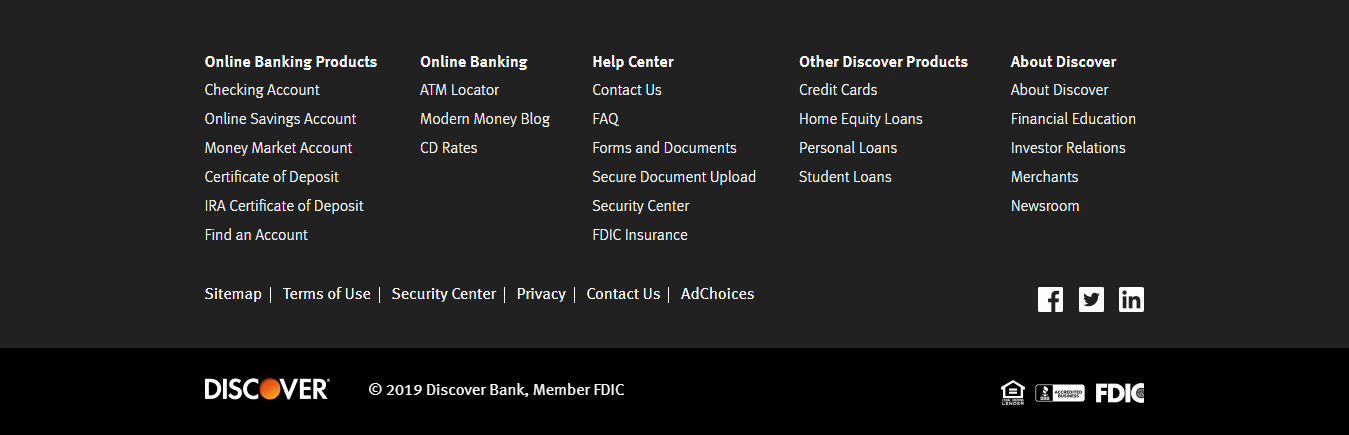 Online Banking Products
Checking Account
Online Savings Account
Money Market Account
Certificate of Deposit
IRA Certificate of Deposit
Find an Account
Online Banking
ATM Locator
Modern Money Blog
CD Rates
Help Center
Contact Us
FAQ
Forms and Documents
Secure Document Upload
Security Center
FDIC Insurance
Other Discover Products
Credit Cards
Home Equity Loans
Personal Loans
Student Loans
About Discover
About Discover
Financial Education
Investor Relations
Merchants
Newsroom
Sitemap | Terms of Use | Security Center | Privacy | Contact Us | AdChoices
f in
DISCOVER® © 2019 Discover Bank, Member FDIC
LENDER
BBB ACCREDITED BUSINESS
FDIC